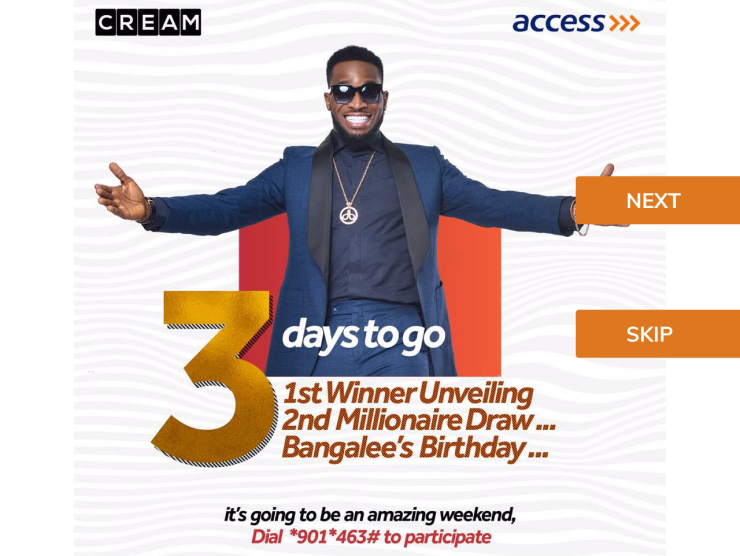 CREAM
access
NEXT
SKIP
3 days to go
1st Winner Unveiling
2nd Millionaire Draw...
Bangalee's Birthday...
it's going to be an amazing weekend,
Dial *901*463# to participate